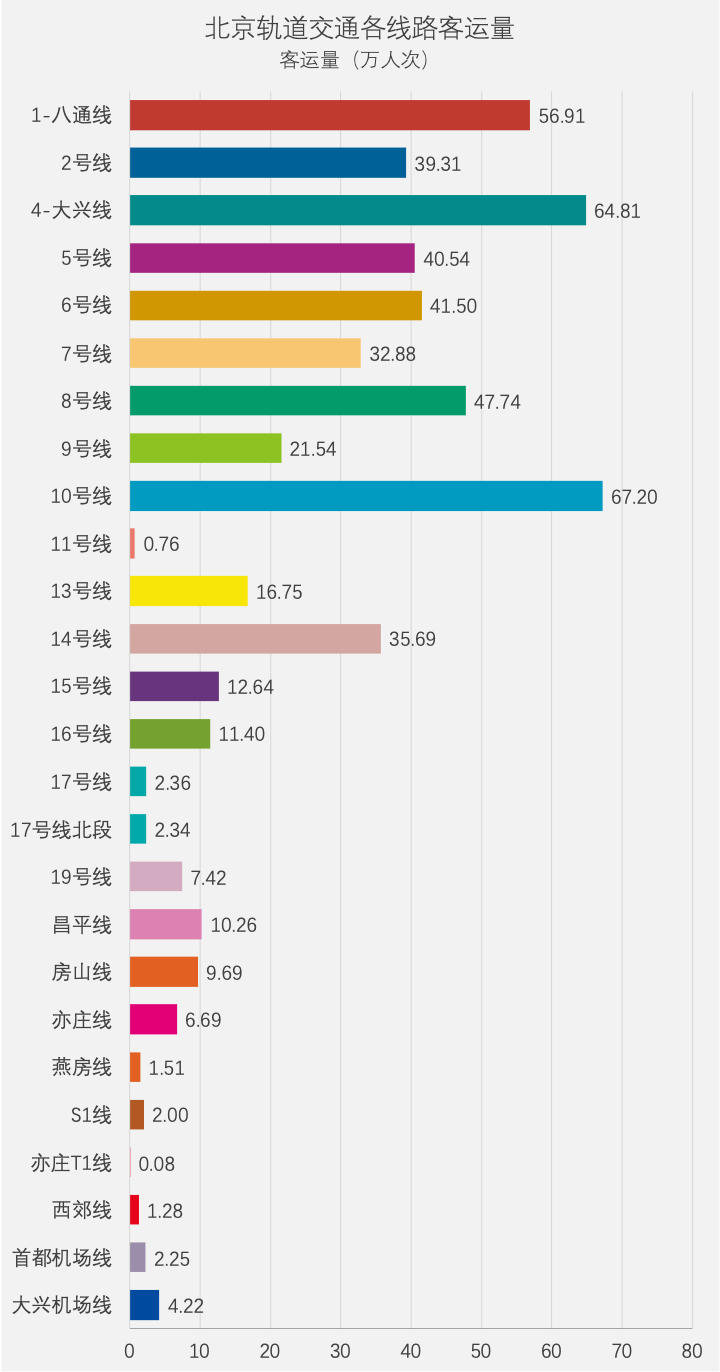 北京轨道交通各线路客运量
客运量（万人次）
1-八通线 56.91
2号线 39.31
4-大兴线 64.81
5号线 40.54
6号线 41.50
7号线 32.88
8号线 47.74
9号线 21.54
10号线 67.20
11号线 0.76
13号线 16.75
14号线 35.69
15号线 12.64
16号线 11.40
17号线 2.36
17号线北段 2.34
19号线 7.42
昌平线 10.26
房山线 9.69
亦庄线 6.69
燕房线 1.51
S1线 2.00
亦庄T1线 0.08
西郊线 1.28
首都机场线 2.25
大兴机场线 4.22
0 10 20 30 40 50 60 70 80